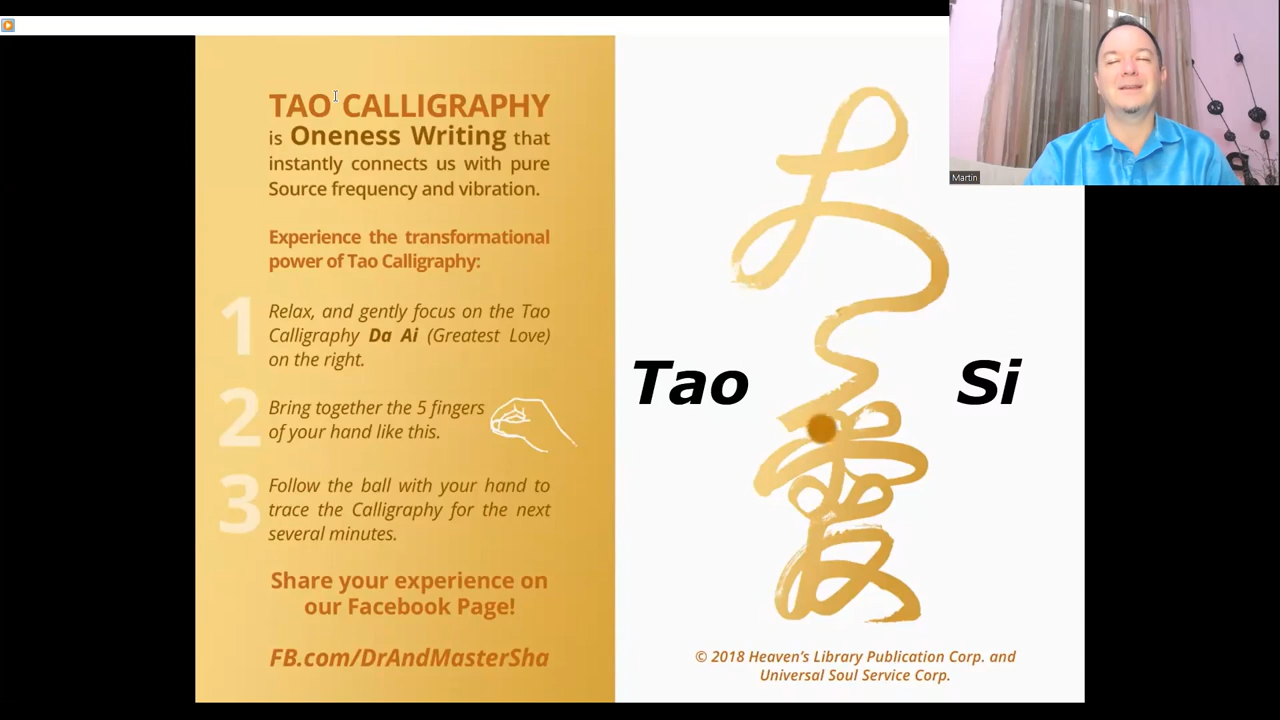 TAO CALLIGRAPHY
is Oneness Writing that
instantly connects us with pure
Source frequency and vibration.
Experience the transformational
power of Tao Calligraphy:
1
Relax, and gently focus on the Tao
Calligraphy Da Ai (Greatest Love)
on the right.
2
Bring together the 5 fingers
of your hand like this.
3
Follow the ball with your hand to
trace the Calligraphy for the next
several minutes.
Share your experience on
our Facebook Page!
FB.com/DrAndMasterSha
大愛
Tao Si
© 2018 Heaven's Library Publication Corp. and
Universal Soul Service Corp.
Martin